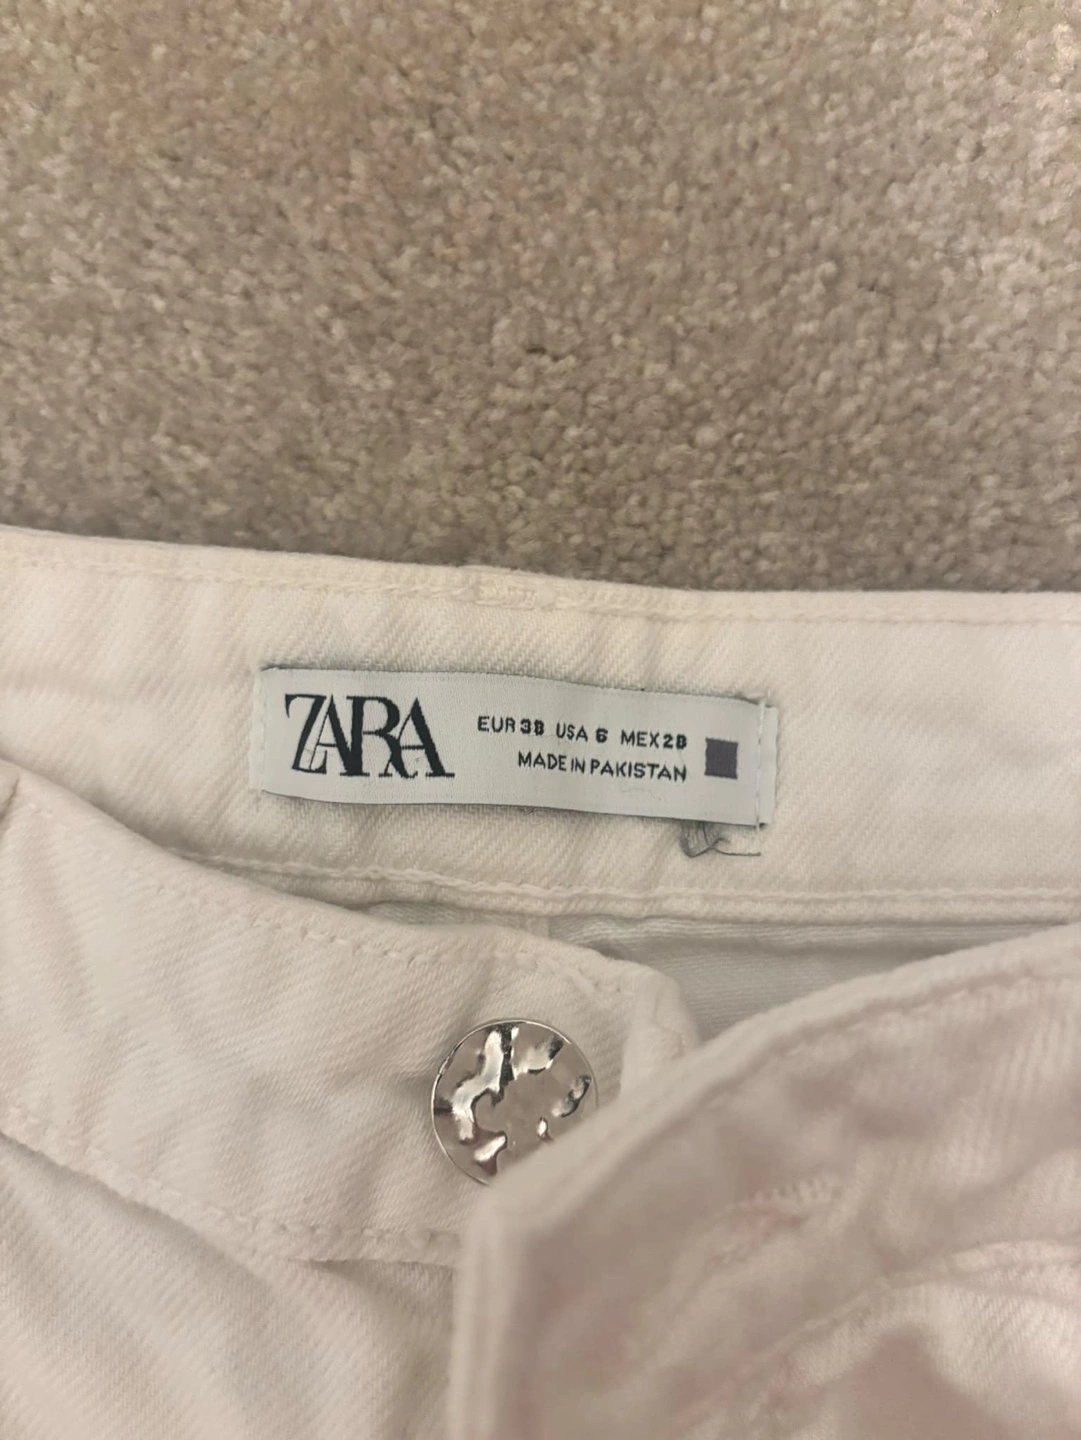 ZARA
EUR 38 USA 6 MEX 28
MADE IN PAKISTAN